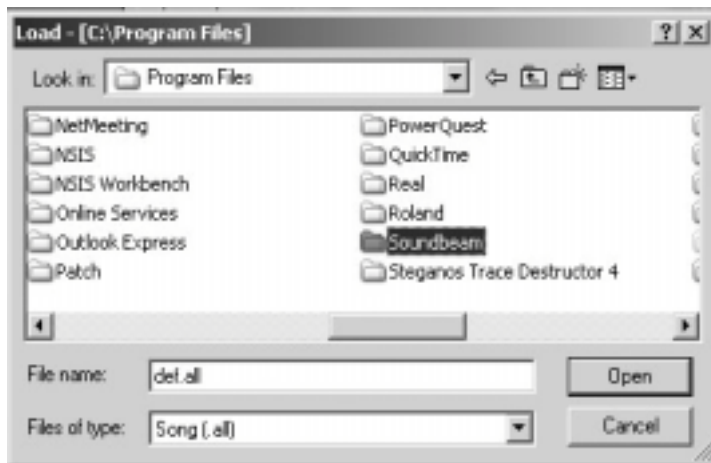 Load - [C:\Program Files]
Look in: Program Files
NetMeeting
NSIS
NSIS Workbench
Online Services
Outlook Express
Patch
PowerQuest
QuickTime
Real
Roland
Soundbeam
Steganos Trace Destructor 4
File name: def.all
Open
Files of type: Song (.all)
Cancel